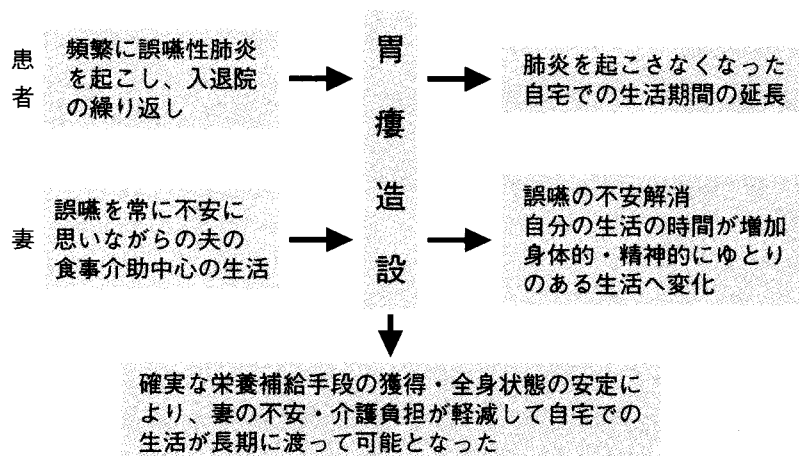 患者
頻繁に誤嚥性肺炎
を起こし、入退院
の繰り返し
胃瘻造設
肺炎を起こさなくなった
自宅での生活期間の延長
妻
誤嚥を常に不安に
思いながらの夫の
食事介助中心の生活
誤嚥の不安解消
自分の生活の時間が増加
身体的・精神的にゆとり
のある生活へ変化
確実な栄養補給手段の獲得・全身状態の安定に
より、妻の不安・介護負担が軽減して自宅での
生活が長期に渡って可能となった